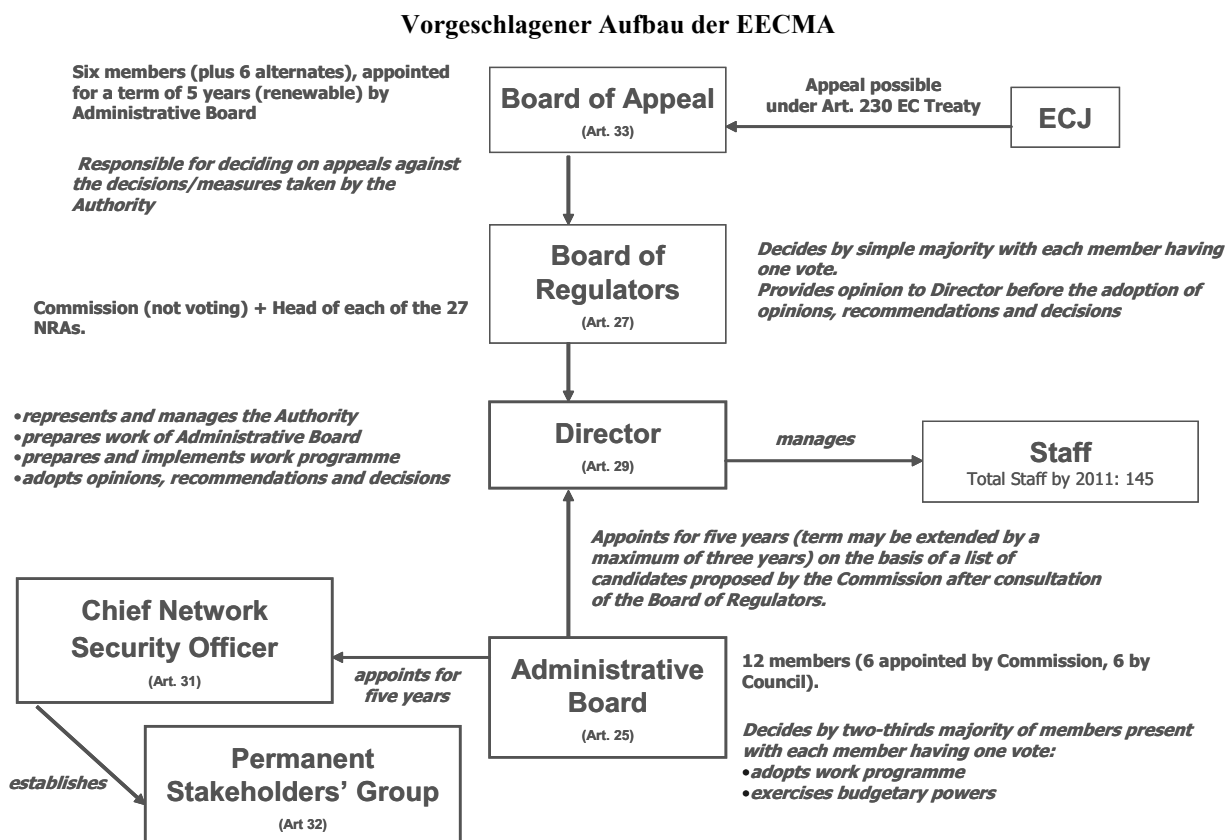 Vorgeschlagener Aufbau der EECMA
Six members (plus 6 alternates), appointed
for a term of 5 years (renewable) by
Administrative Board
Responsible for deciding on appeals against
the decisions/measures taken by the
Authority
Board of Appeal
(Art. 33)
Appeal possible
under Art. 230 EC Treaty
ECJ
Commission (not voting) + Head of each of the 27
NRAs.
Board of
Regulators
(Art. 27)
Decides by simple majority with each member having
one vote.
Provides opinion to Director before the adoption of
opinions, recommendations and decisions
•represents and manages the Authority
•prepares work of Administrative Board
•prepares and implements work programme
•adopts opinions, recommendations and decisions
Director
(Art. 29)
manages
Staff
Total Staff by 2011: 145
Appoints for five years (term may be extended by a
maximum of three years) on the basis of a list of
candidates proposed by the Commission after consultation
of the Board of Regulators.
Chief Network
Security Officer
(Art. 31)
appoints for
five years
Administrative
Board
(Art. 25)
12 members (6 appointed by Commission, 6 by
Council).
Decides by two-thirds majority of members present
with each member having one vote:
•adopts work programme
•exercises budgetary powers
establishes
Permanent
Stakeholders' Group
(Art 32)